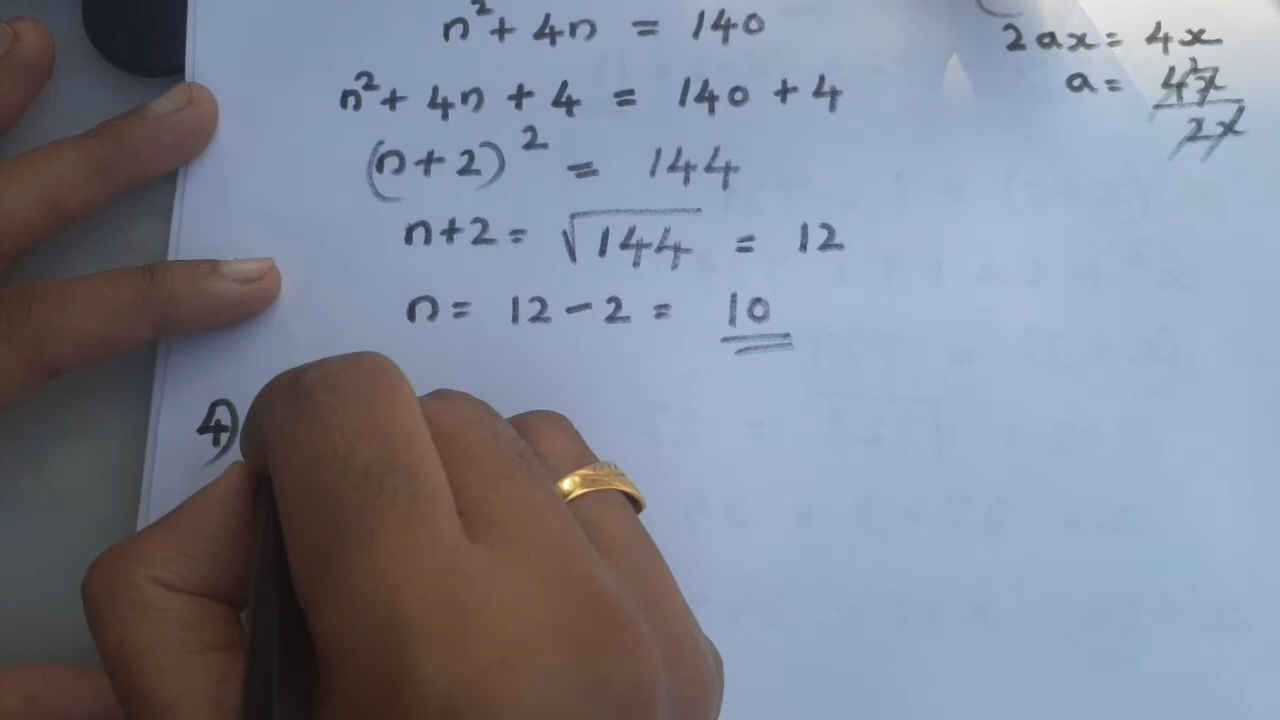 n² + 4n = 140
n² + 4n + 4 = 140 + 4
(n+2)² = 144
n+2 = √144 = 12
n = 12 - 2 = 10
4)
2ax = 4x
a = 4x/2x